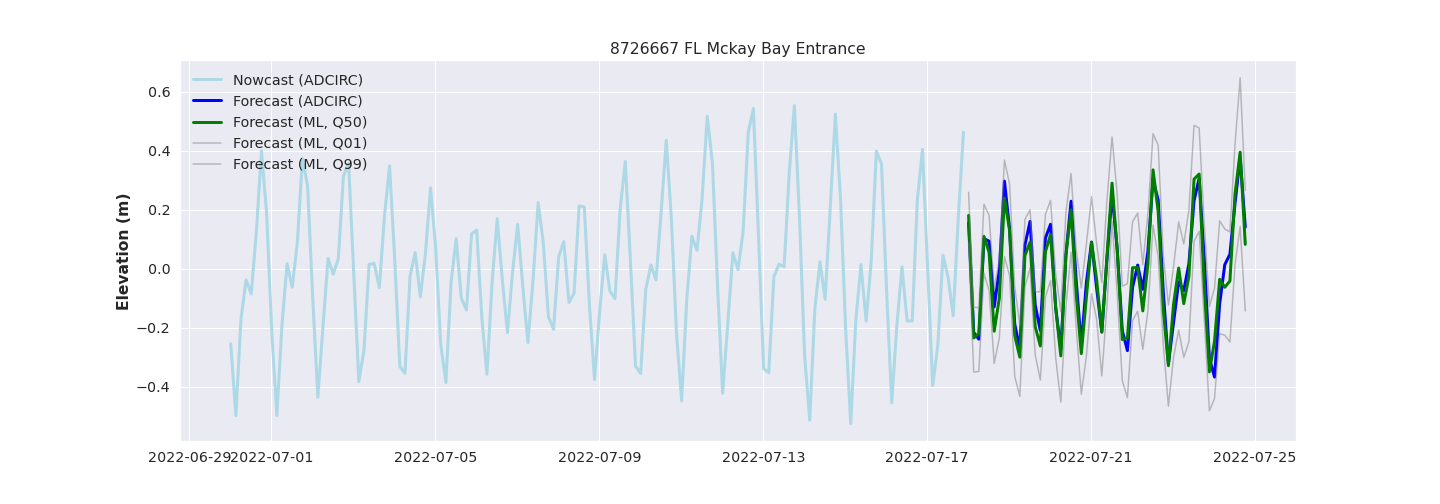 8726667 FL Mckay Bay Entrance
Nowcast (ADCIRC)
Forecast (ADCIRC)
Forecast (ML, Q50)
Forecast (ML, Q01)
Forecast (ML, Q99)
Elevation (m)
0.6
0.4
0.2
0.0
−0.2
−0.4
2022-06-29 2022-07-01 2022-07-05 2022-07-09 2022-07-13 2022-07-17 2022-07-21 2022-07-25